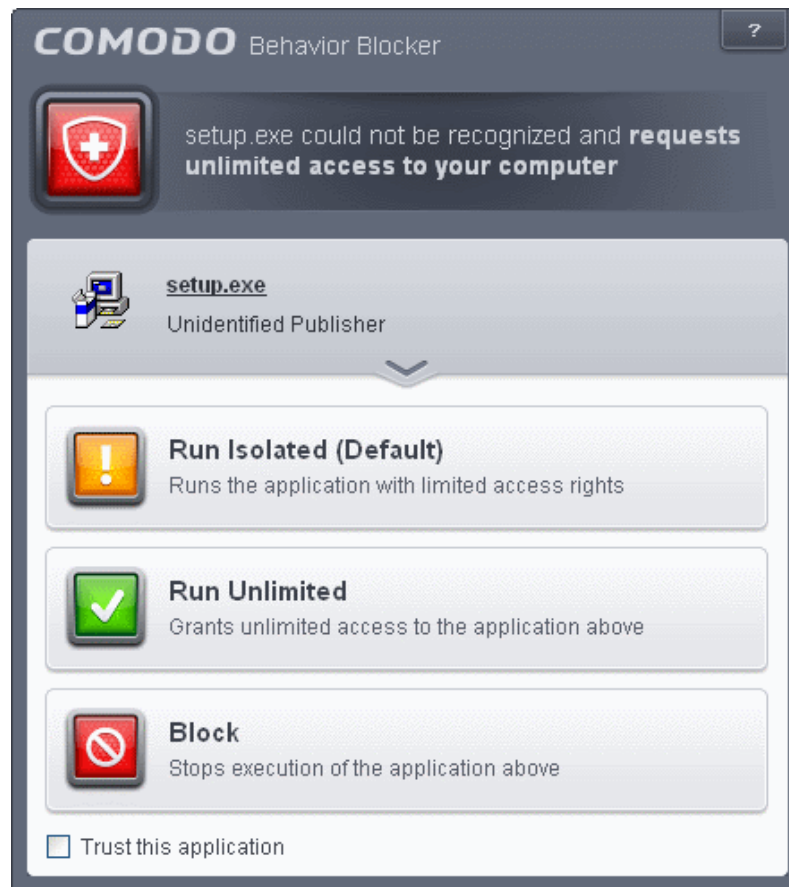 COMODO Behavior Blocker
?
setup.exe could not be recognized and requests
unlimited access to your computer
setup.exe
Unidentified Publisher
Run Isolated (Default)
Runs the application with limited access rights
Run Unlimited
Grants unlimited access to the application above
Block
Stops execution of the application above
Trust this application